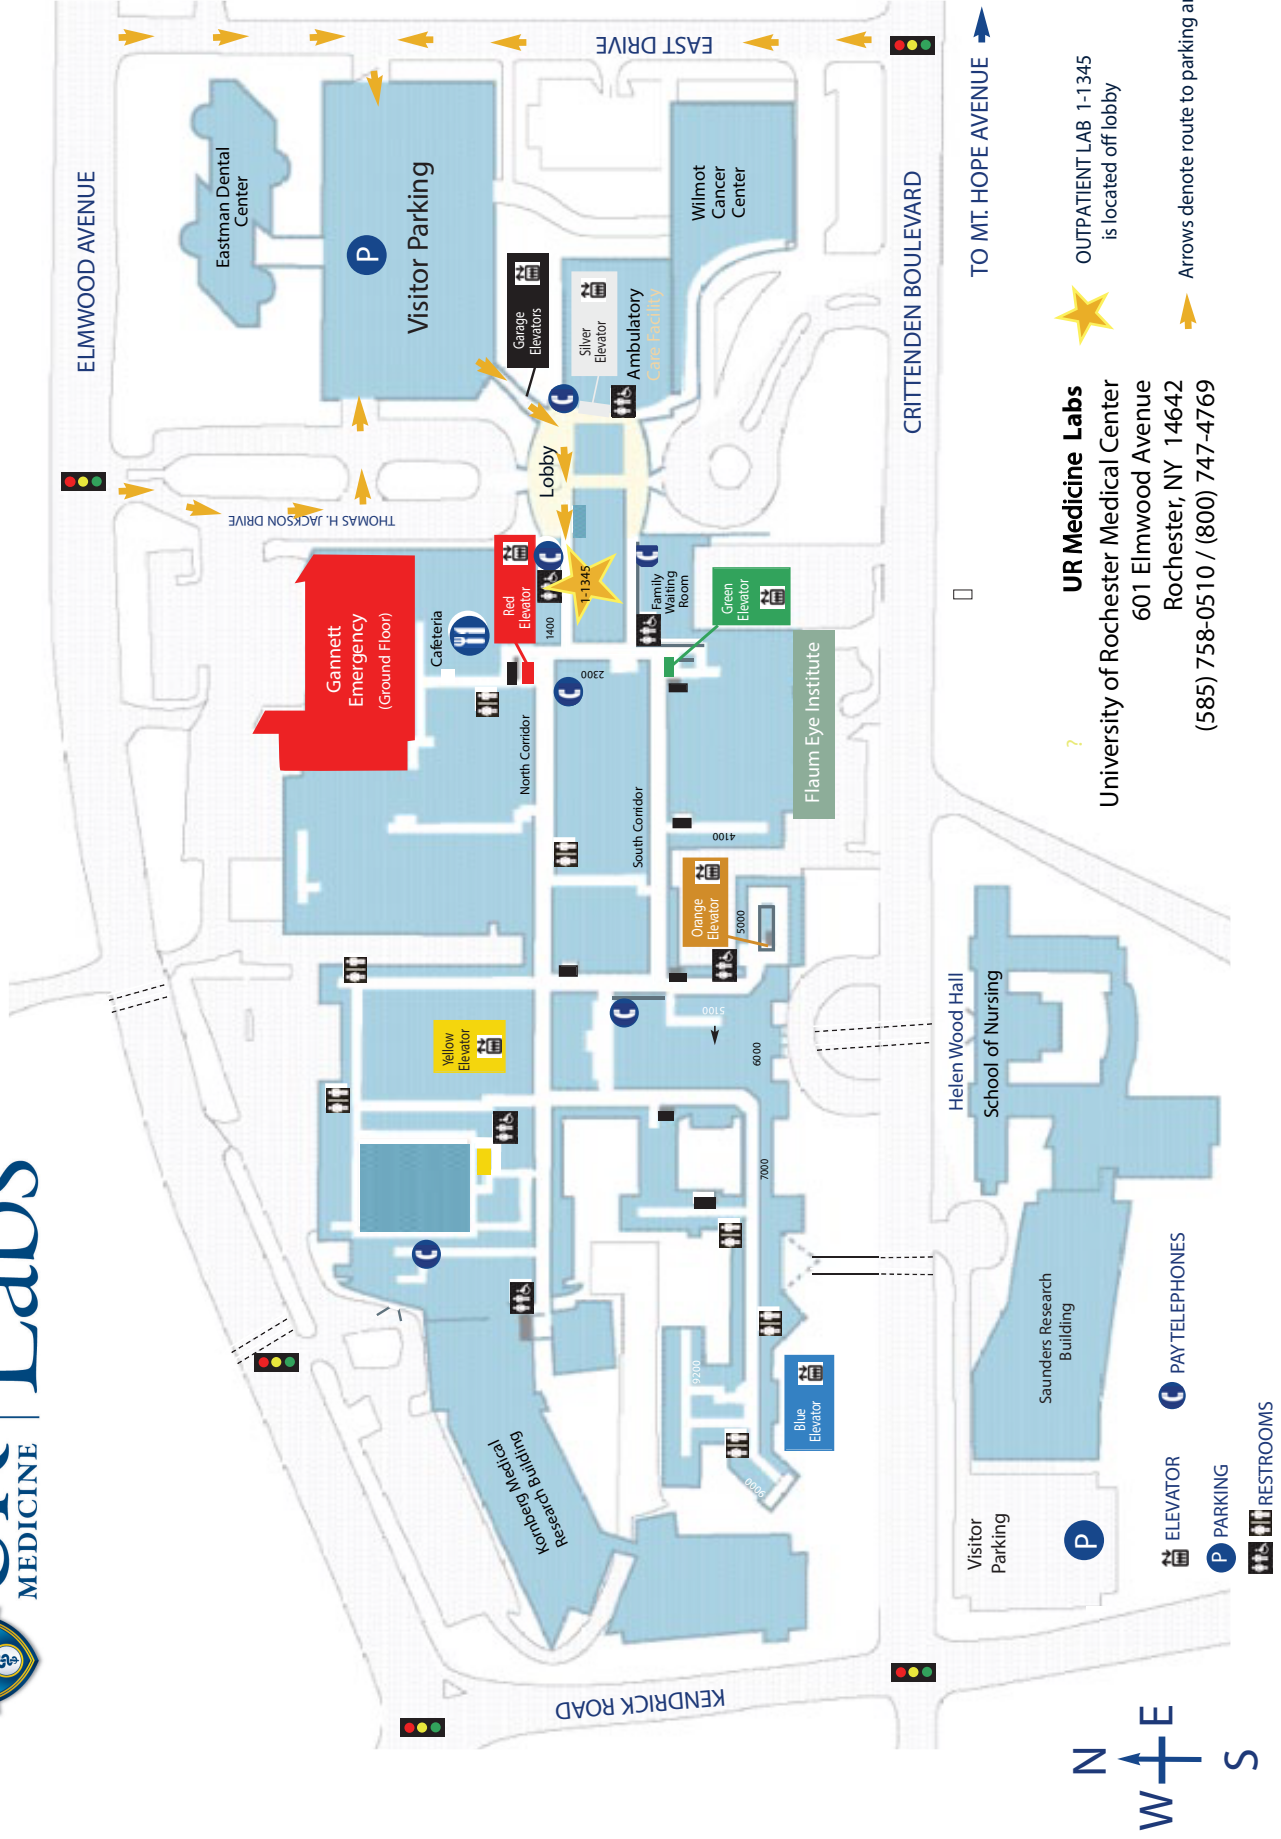 MEDICINE
Labs
ELMWOOD AVENUE
EAST DRIVE
THOMAS H. JACKSON DRIVE
Eastman Dental
Center
P
Visitor Parking
Garage
Elevators
Silver
Elevator
Ambulatory
Care Facility
Wilmot
Cancer
Center
Lobby
Gannett
Emergency
(Ground Floor)
Cafeteria
Red
Elevator
1400
1-1345
Family
Waiting
Room
Green
Elevator
2300
North Corridor
South Corridor
Flaum Eye Institute
4100
Orange
Elevator
5000
5100
6000
Yellow
Elevator
7000
9200
9000
Blue
Elevator
Kornberg Medical
Research Building
KENDRICK ROAD
CRITTENDEN BOULEVARD
TO MT. HOPE AVENUE
Helen Wood Hall
School of Nursing
Saunders Research
Building
Visitor
Parking
P
OUTPATIENT LAB 1-1345
is located off lobby
Arrows denote route to parking
?
UR Medicine Labs
University of Rochester Medical Center
601 Elmwood Avenue
Rochester, NY 14642
(585) 758-0510 / (800) 747-4769
ELEVATOR
PAY TELEPHONES
P PARKING
RESTROOMS
N
W E
S